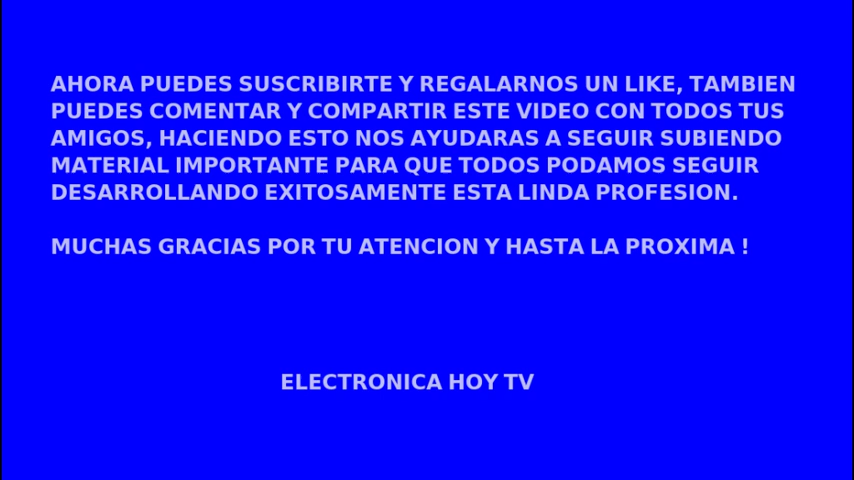 AHORA PUEDES SUSCRIBIRTE Y REGALARNOS UN LIKE, TAMBIEN
PUEDES COMENTAR Y COMPARTIR ESTE VIDEO CON TODOS TUS
AMIGOS, HACIENDO ESTO NOS AYUDARAS A SEGUIR SUBIENDO
MATERIAL IMPORTANTE PARA QUE TODOS PODAMOS SEGUIR
DESARROLLANDO EXITOSAMENTE ESTA LINDA PROFESION.
MUCHAS GRACIAS POR TU ATENCION Y HASTA LA PROXIMA !
ELECTRONICA HOY TV